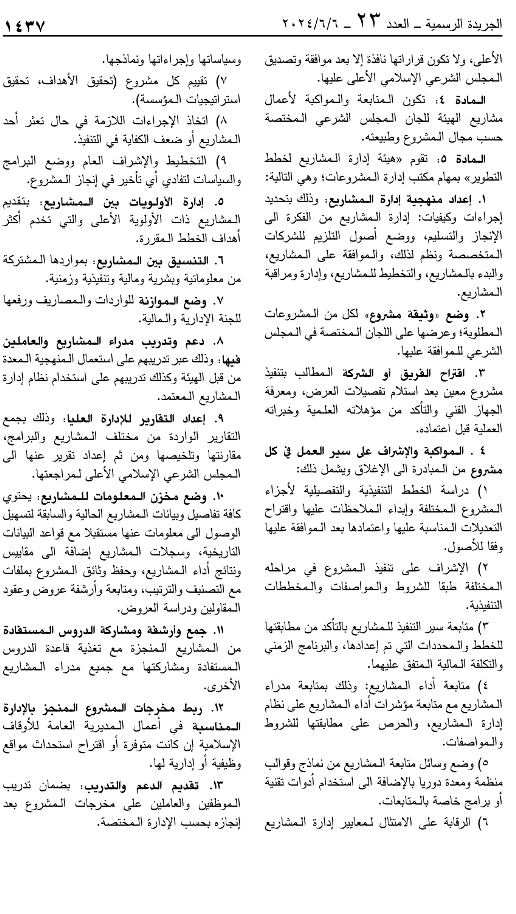 الجريدة الرسمية ــ العدد ٢٣ ــ ٢٠٢٤/٦/٦
١٤٣٧
الأعلى، ولا تكون قراراتها نافذة إلا بعد موافقة وتصديق
المجلس الشرعي الإسلامي الأعلى عليها.
المادة ٤: تكون المتابعة والمواكبة لأعمال
مشاريع الهيئة للجان المجلس الشرعي المختصة
حسب مجال المشروع وطبيعته.
المادة ٥: تقوم «هيئة إدارة المشاريع لخطط
التطوير» بمهام مكتب إدارة المشروعات؛ وهي التالية:
١. إعداد منهجية إدارة المشاريع: وذلك بتحديد
إجراءات وكيفيات: إدارة المشاريع من الفكرة الى
الإنجاز والتسليم، ووضع أصول التلزيم للشركات
المتخصصة ونظم لذلك، والموافقة على المشاريع،
والبدء بالمشاريع، والتخطيط للمشاريع، وإدارة ومراقبة
المشاريع.
٢. وضع «وثيقة مشروع» لكل من المشروعات
المطلوبة؛ وعرضها على اللجان المختصة في المجلس
الشرعي للموافقة عليها.
٣. اقتراح الفريق أو الشركة المطالب بتنفيذ
مشروع معين بعد استلام تفصيلات العرض، ومعرفة
الجهاز الفني والتأكد من مؤهلاته العلمية وخبراته
العملية قبل اعتماده.
٤ . المواكبة والإشراف على سير العمل في كل
مشروع من المبادرة الى الإغلاق ويشمل ذلك:
١) دراسة الخطط التنفيذية والتفصيلية لأجزاء
المشروع المختلفة وإبداء الملاحظات عليها واقتراح
التعديلات المناسبة عليها واعتمادها بعد الموافقة عليها
وفقا للأصول.
٢) الإشراف على تنفيذ المشروع في مراحله
المختلفة طبقا للشروط والمواصفات والمخططات
التنفيذية.
٣) متابعة سير التنفيذ للمشاريع بالتأكد من مطابقتها
للخطط والمحددات التي تم إعدادها، والبرنامج الزمني
والتكلفة المالية المتفق عليهما.
٤) متابعة أداء المشاريع: وذلك بمتابعة مدراء
المشاريع مع متابعة مؤشرات أداء المشاريع على نظام
إدارة المشاريع، والحرص على مطابقتها للشروط
والمواصفات.
٥) وضع وسائل متابعة المشاريع من نماذج وقوالب
منظمة ومعدة دوريا بالإضافة الى استخدام أدوات تقنية
أو برامج خاصة بالمتابعات.
٦) الرقابة على الامتثال لمعايير إدارة المشاريع
وسياساتها وإجراءاتها ونماذجها.
٧) تقييم كل مشروع (تحقيق الأهداف، تحقيق
استراتيجيات المؤسسة).
٨) اتخاذ الإجراءات اللازمة في حال تعثر أحد
المشاريع أو ضعف الكفاية في التنفيذ.
٩) التخطيط والإشراف العام ووضع البرامج
والسياسات لتفادي أي تأخير في إنجاز المشروع.
٥. إدارة الأولويات بين المشاريع: بتقديم
المشاريع ذات الأولوية الأعلى والتي تخدم أكثر
أهداف الخطط المقررة.
٦. التنسيق بين المشاريع: بمواردها المشتركة
من معلوماتية وبشرية ومالية وتنفيذية وزمنية.
٧. وضع الموازنة للواردات والمصاريف ورفعها
للجنة الإدارية والمالية.
٨. دعم وتدريب مدراء المشاريع والعاملين
فيها: وذلك عبر تدريبهم على استعمال المنهجية المعدة
من قبل الهيئة وكذلك تدريبهم على استخدام نظام إدارة
المشاريع المعتمد.
٩. إعداد التقارير للإدارة العليا: وذلك بجمع
التقارير الواردة من مختلف المشاريع والبرامج،
مقارنتها وتلخيصها ومن ثم إعداد تقرير عنها الى
المجلس الشرعي الإسلامي الأعلى لمراجعتها.
١٠. وضع مخزن المعلومات للمشاريع: يحتوي
كافة تفاصيل وبيانات المشاريع الحالية والسابقة لتسهيل
الوصول الى معلومات عنها مستقبلا مع قواعد البيانات
التاريخية، وسجلات المشاريع إضافة الى مقاييس
ونتائج أداء المشاريع، وحفظ وثائق المشروع بملفات
مع التصنيف والترتيب، ومتابعة وأرشفة عروض وعقود
المقاولين ودراسة العروض.
١١. جمع وأرشفة ومشاركة الدروس المستفادة
من المشاريع المنجزة مع تغذية قاعدة الدروس
المستفادة ومشاركتها مع جميع مدراء المشاريع
الأخرى.
١٢. ربط مخرجات المشروع المنجز بالإدارة
المناسبة في أعمال المديرية العامة للأوقاف
الإسلامية إن كانت متوفرة أو اقتراح استحداث مواقع
وظيفية أو إدارية لها.
١٣. تقديم الدعم والتدريب: بضمان تدريب
الموظفين والعاملين على مخرجات المشروع بعد
إنجازه بحسب الإدارة المختصة.